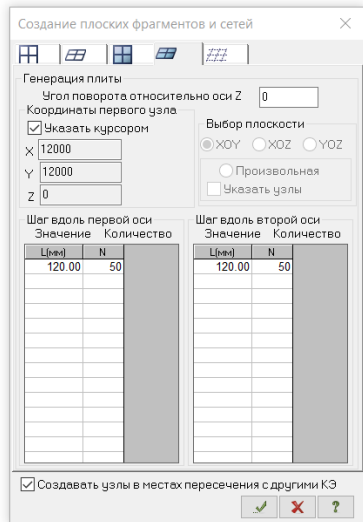 Создание плоских фрагментов и сетей
Генерация плиты
Угол поворота относительно оси Z 0
Координаты первого узла
Указать курсором
X 12000
Y 12000
Z 0
Выбор плоскости
XOY XOZ YOZ
Произвольная
Указать узлы
Шаг вдоль первой оси
Значение Количество
L(мм) N
120.00 50
Шаг вдоль второй оси
Значение Количество
L(мм) N
120.00 50
Создавать узлы в местах пересечения с другими КЭ
?